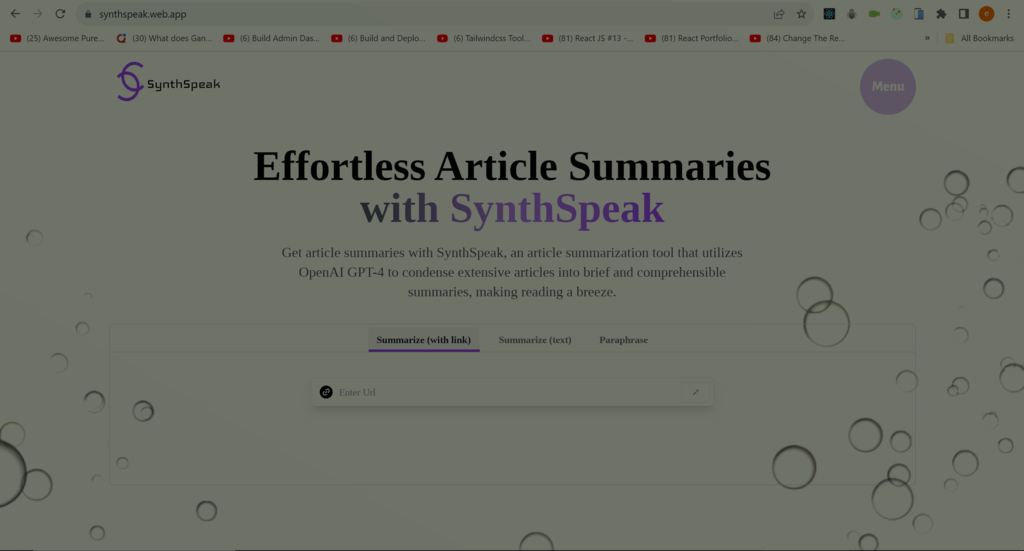 synthspeak.web.app
(25) Awesome Pure...
(30) What does Gan...
(6) Build Admin Das...
(6) Build and Deplo...
(6) Tailwindcss Tool...
(81) React JS #13 -...
(81) React Portfolio...
(84) Change The Re...
»
All Bookmarks
SynthSpeak
Menu
Effortless Article Summaries
with SynthSpeak
Get article summaries with SynthSpeak, an article summarization tool that utilizes
OpenAI GPT-4 to condense extensive articles into brief and comprehensible
summaries, making reading a breeze.
Summarize (with link)
Summarize (text)
Paraphrase
Enter Url